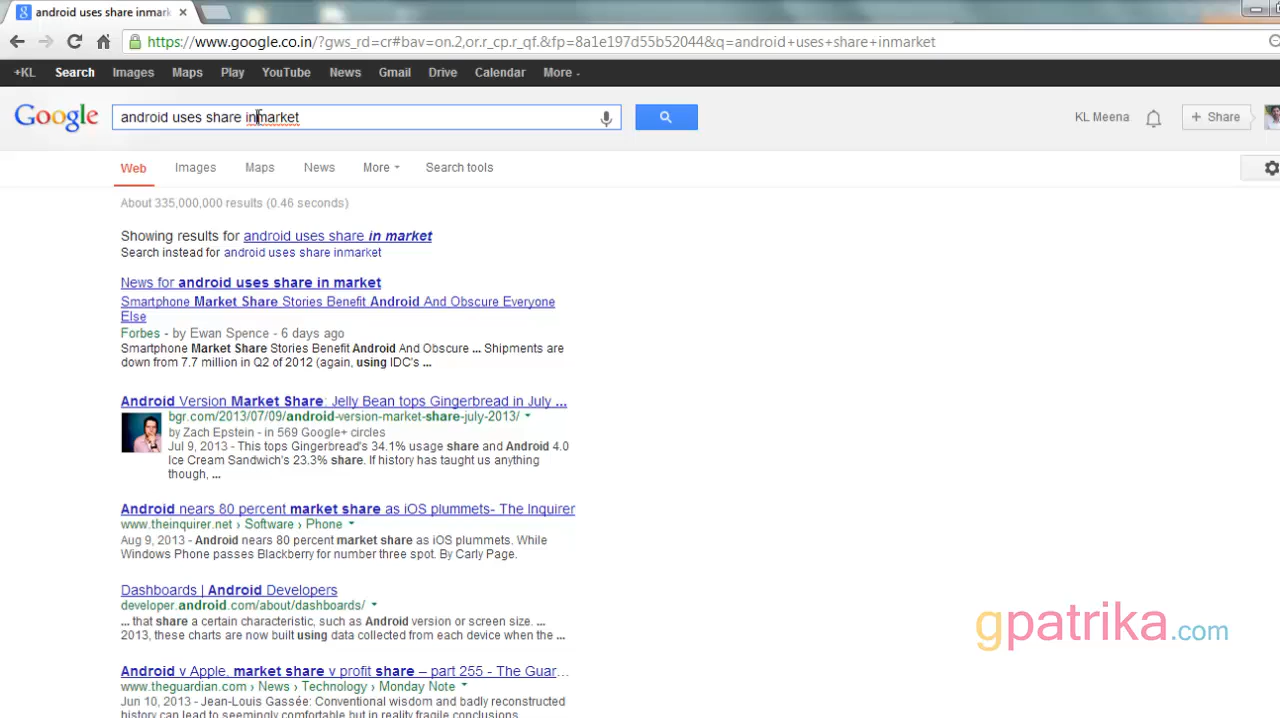 android uses share inmark
https://www.google.co.in/?gws_rd=cr#bav=on.2,or.r_cp.r_qf.&fp=8a1e197d55b52044&q=android+uses+share+inmarket
+KL Search Images Maps Play YouTube News Gmail Drive Calendar More
Google android uses share inmarket KL Meena + Share
Web Images Maps News More Search tools
About 335,000,000 results (0.46 seconds)
Showing results for android uses share in market
Search instead for android uses share inmarket
News for android uses share in market
Smartphone Market Share Stories Benefit Android And Obscure Everyone
Else
Forbes - by Ewan Spence - 6 days ago
Smartphone Market Share Stories Benefit Android And Obscure ... Shipments are
down from 7.7 million in Q2 of 2012 (again, using IDC's ...
Android Version Market Share: Jelly Bean tops Gingerbread in July ...
bgr.com/2013/07/09/android-version-market-share-july-2013/
by Zach Epstein - in 569 Google+ circles
Jul 9, 2013 - This tops Gingerbread's 34.1% usage share and Android 4.0
Ice Cream Sandwich's 23.3% share. If history has taught us anything
though, ...
Android nears 80 percent market share as iOS plummets- The Inquirer
www.theinquirer.net › Software › Phone
Aug 9, 2013 - Android nears 80 percent market share as iOS plummets. While
Windows Phone passes Blackberry for number three spot. By Carly Page.
Dashboards | Android Developers
developer.android.com/about/dashboards/
... that share a certain characteristic, such as Android version or screen size. ...
2013, these charts are now built using data collected from each device when the ...
gpatrika.com
Android v Apple, market share v profit share – part 255 - The Guar...
www.theguardian.com › News › Technology › Monday Note
Jun 10, 2013 - Jean-Louis Gassée: Conventional wisdom and badly reconstructed
history can lead to seemingly comfortable but in reality fragile conclusions.